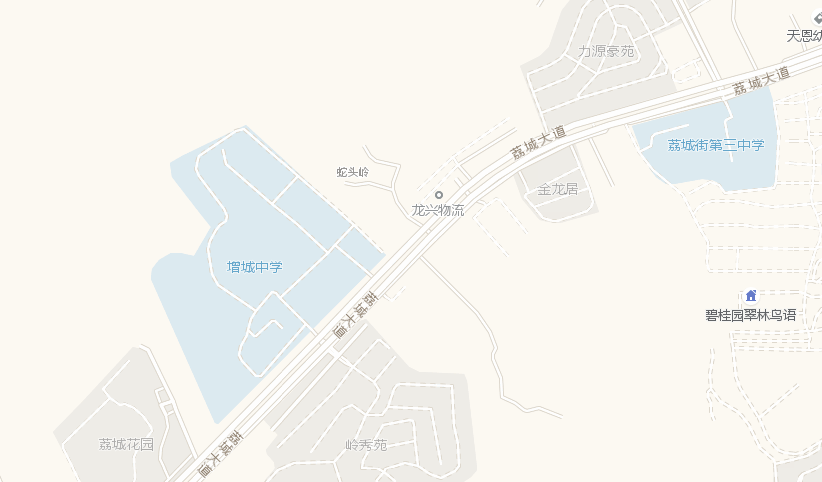 天恩幼
力源豪苑
荔城大道
荔城大道
荔城街第三中学
蛇头岭
金龙居
龙兴物流
增城中学
荔城大道
碧桂园翠林鸟语
荔城花园
荔城大道
岭秀苑